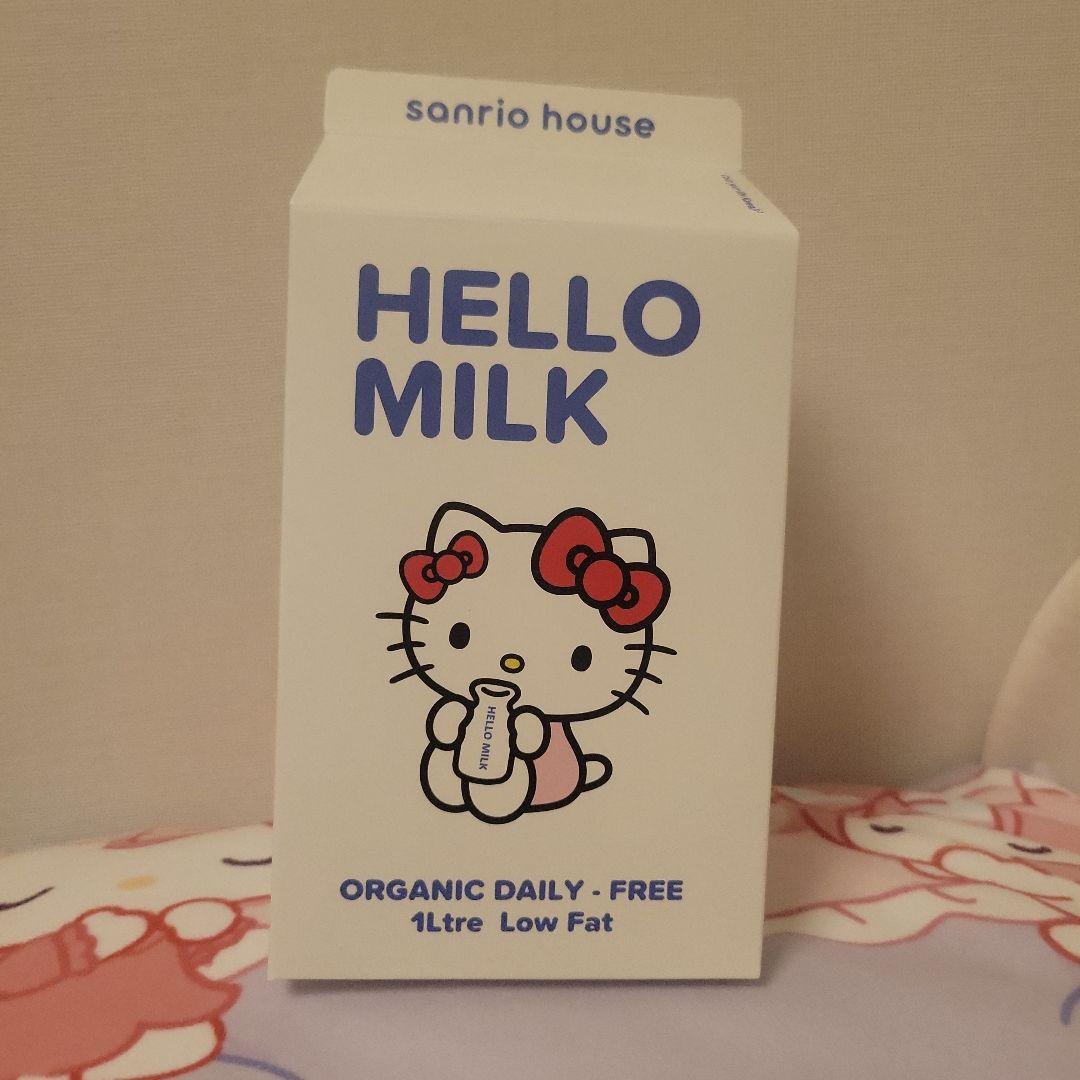 sanrio house
HELLO
MILK
HELLO MILK
ORGANIC DAILY - FREE
1Ltre Low Fat